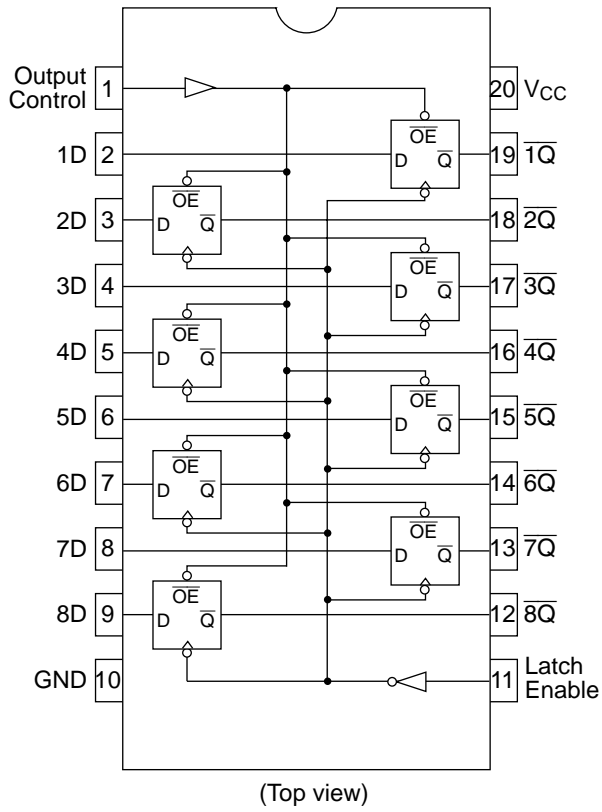 Output
Control
1
20 V̅CC
OE
D Q̅
1D 2
19 1Q̅
OE
D Q̅
2D 3
18 2Q̅
OE
D Q̅
3D 4
17 3Q̅
OE
D Q̅
4D 5
16 4Q̅
OE
D Q̅
5D 6
15 5Q̅
OE
D Q̅
6D 7
14 6Q̅
OE
D Q̅
7D 8
13 7Q̅
OE
D Q̅
8D 9
12 8Q̅
GND 10
11 Latch
Enable
(Top view)